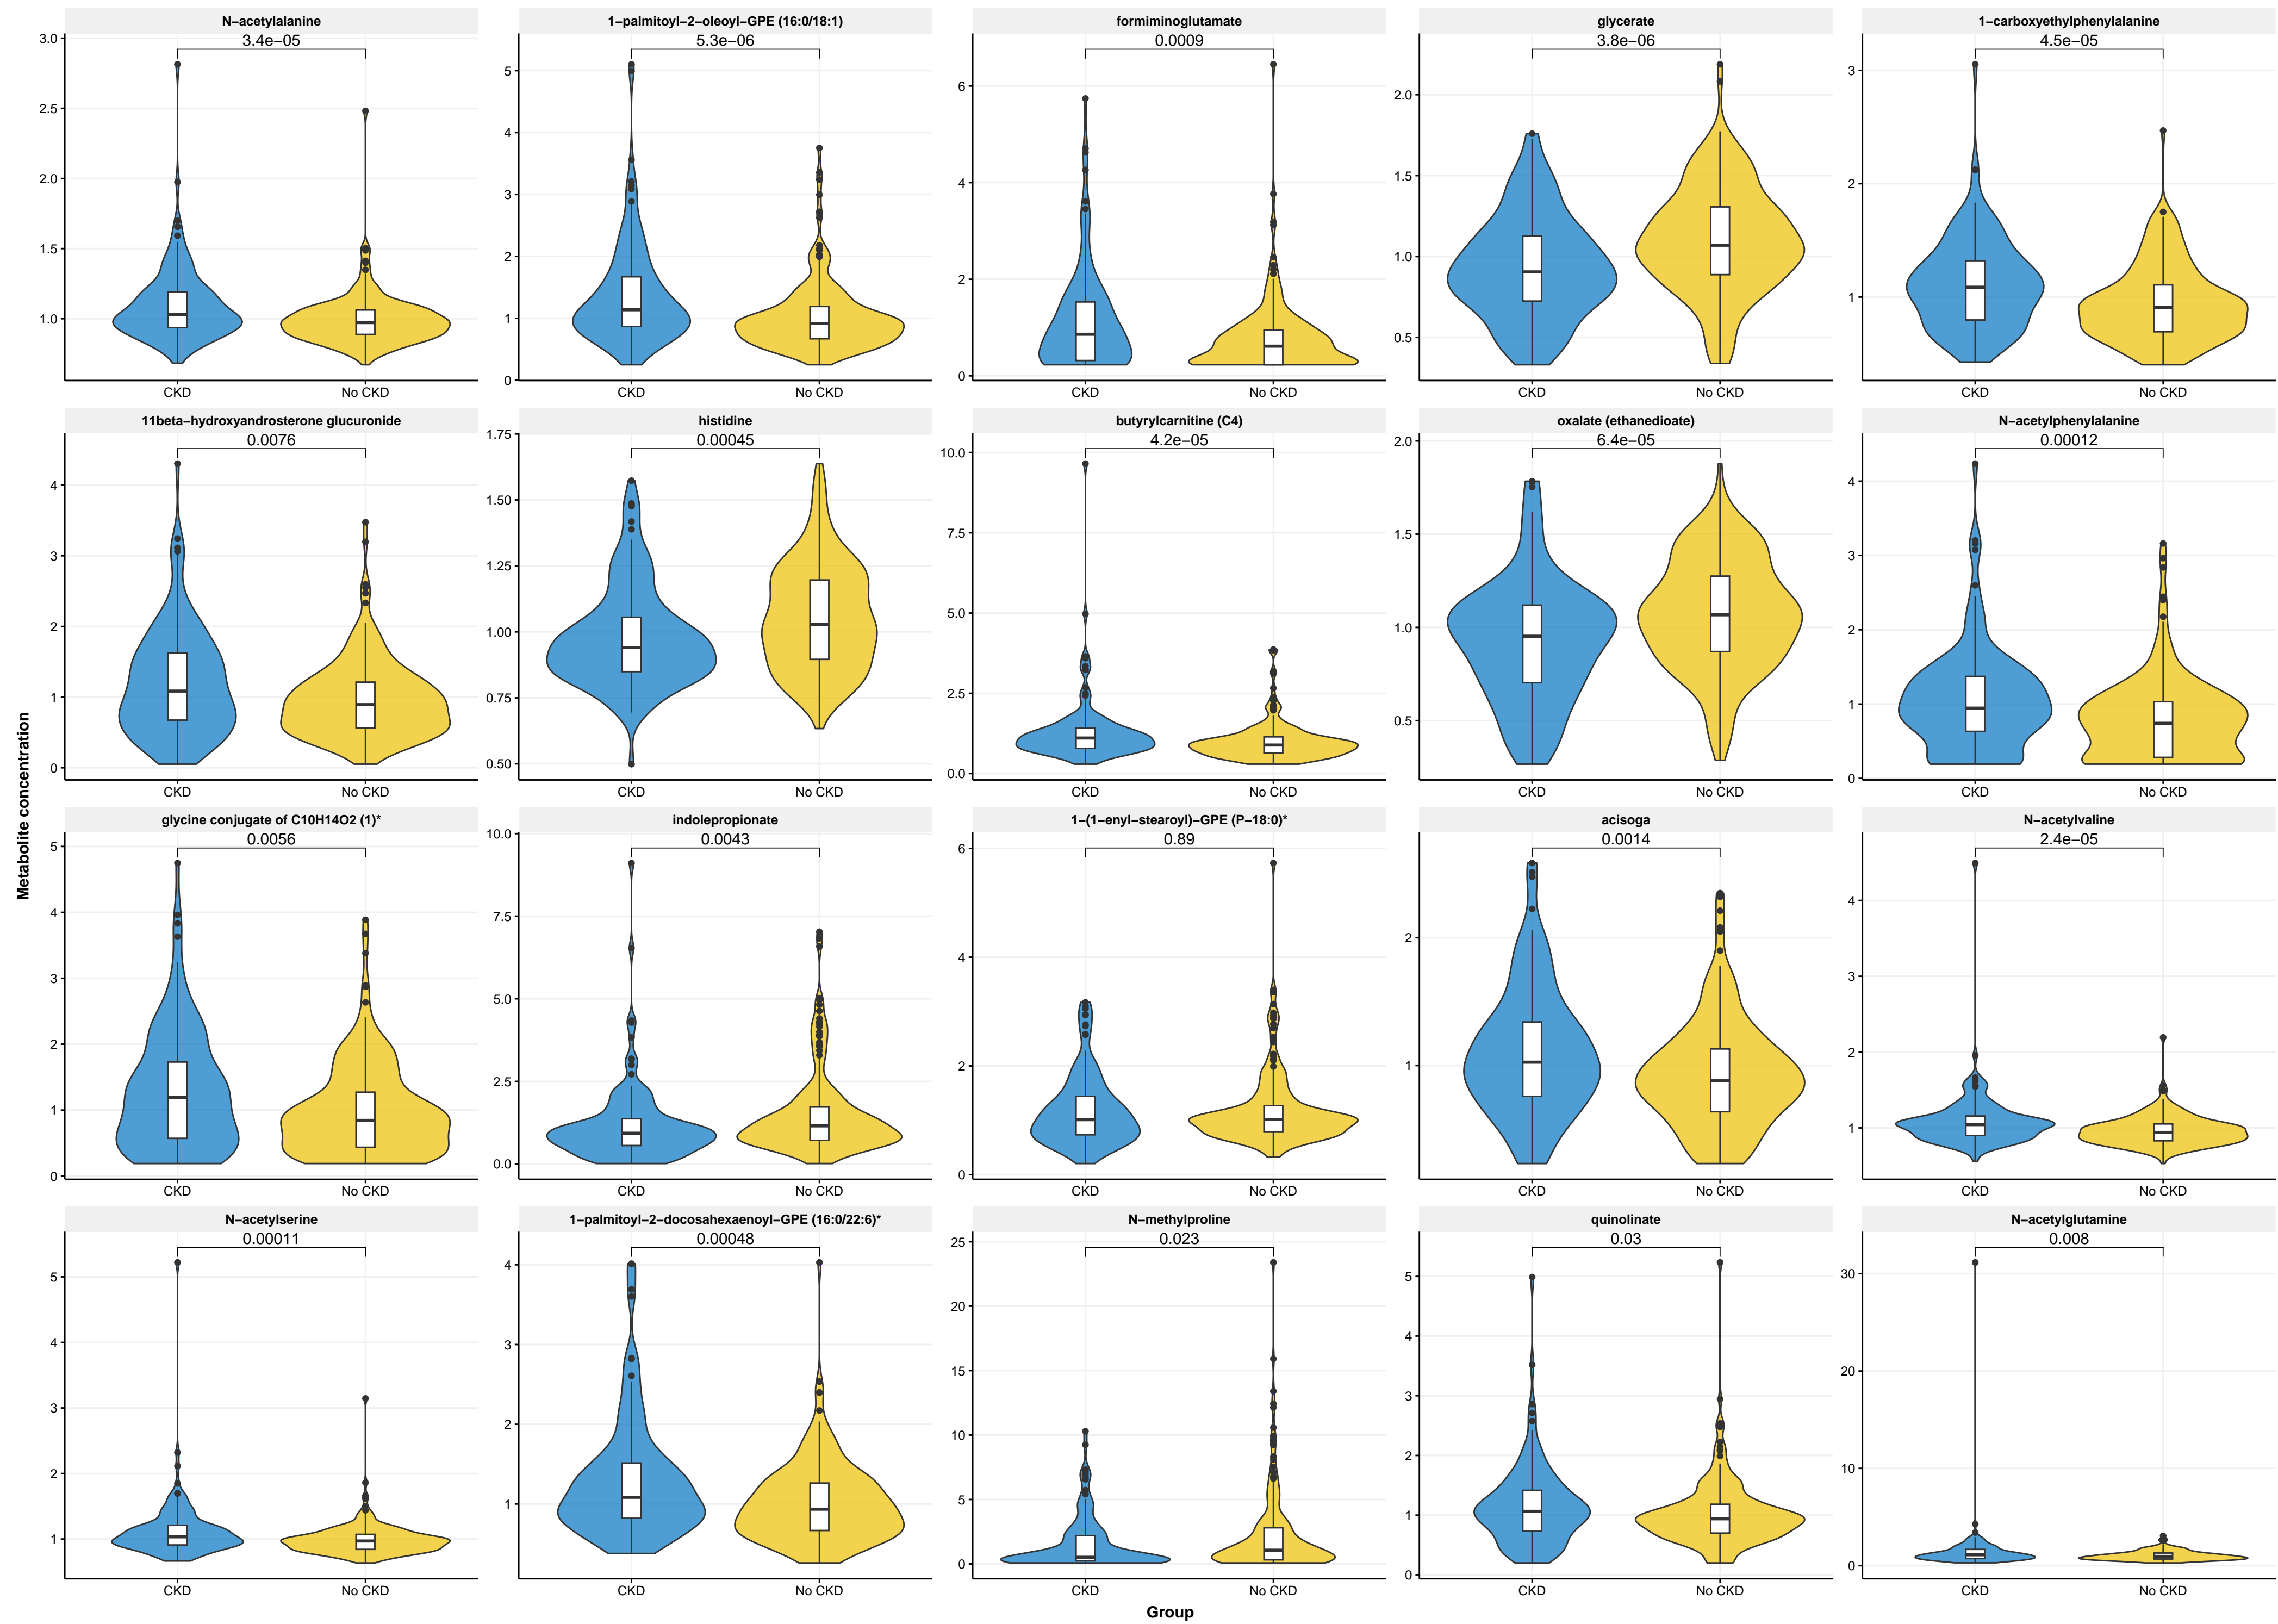 N−acetylalanine
3.4e−05
3.0
2.5
2.0
1.5
1.0
CKD No CKD
1−palmitoyl−2−oleoyl−GPE (16:0/18:1)
5.3e−06
5
4
3
2
1
0
CKD No CKD
formiminoglutamate
0.0009
6
4
2
0
CKD No CKD
glycerate
3.8e−06
2.0
1.5
1.0
0.5
CKD No CKD
1−carboxyethylphenylalanine
4.5e−05
3
2
1
CKD No CKD
11beta−hydroxyandrosterone glucuronide
0.0076
4
3
2
1
0
CKD No CKD
histidine
0.00045
1.75
1.50
1.25
1.00
0.75
0.50
CKD No CKD
butyrylcarnitine (C4)
4.2e−05
10.0
7.5
5.0
2.5
0.0
CKD No CKD
oxalate (ethanedioate)
6.4e−05
2.0
1.5
1.0
0.5
CKD No CKD
N−acetylphenylalanine
0.00012
4
3
2
1
0
CKD No CKD
glycine conjugate of C10H14O2 (1)*
0.0056
5
4
3
2
1
0
CKD No CKD
indolepropionate
0.0043
10.0
7.5
5.0
2.5
0.0
CKD No CKD
1−(1−enyl−stearoyl)−GPE (P−18:0)*
0.89
6
4
2
0
CKD No CKD
acisoga
0.0014
2
1
CKD No CKD
N−acetylvaline
2.4e−05
4
3
2
1
CKD No CKD
N−acetylserine
0.00011
5
4
3
2
1
CKD No CKD
1−palmitoyl−2−docosahexaenoyl−GPE (16:0/22:6)*
0.00048
4
3
2
1
CKD No CKD
N−methylproline
0.023
25
20
15
10
5
0
CKD No CKD
quinolinate
0.03
5
4
3
2
1
0
CKD No CKD
N−acetylglutamine
0.008
30
20
10
0
CKD No CKD
Metabolite concentration
Group